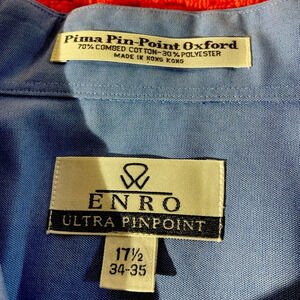 Pima Pin-Point Oxford
70% COMBED COTTON-30% POLYESTER
MADE IN HONG KONG
ENRO
ULTRA PINPOINT
17½
34-35